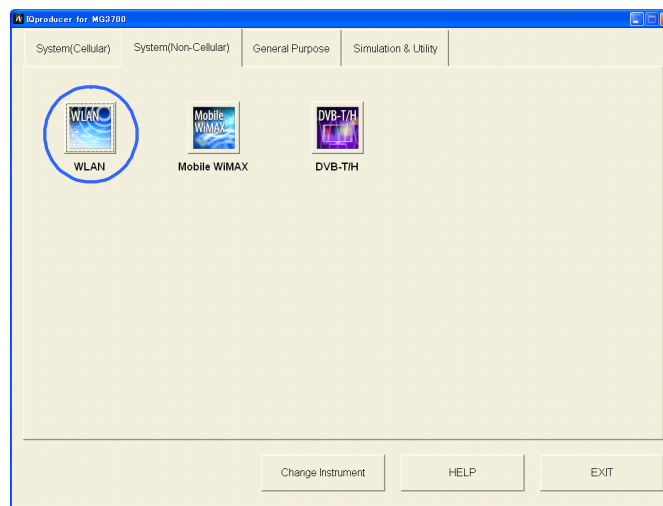 IQproducer for MG3700
System(Cellular) System(Non-Cellular) General Purpose Simulation & Utility
WLAN Mobile WiMAX DVB-T/H
WLAN Mobile WiMAX DVB-T/H
Change Instrument HELP EXIT